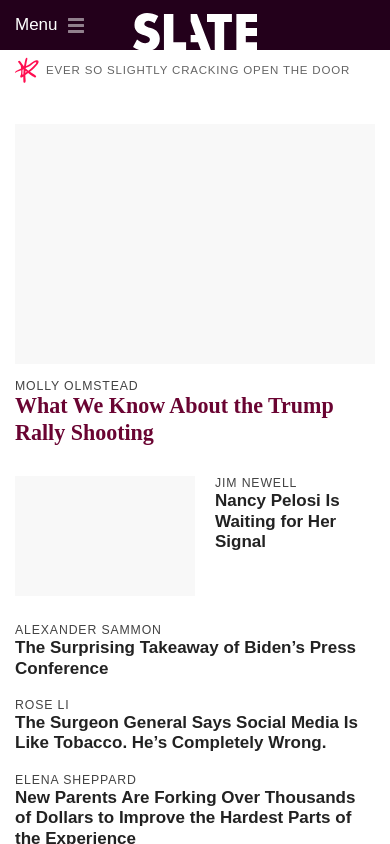 Menu
SLATE
EVER SO SLIGHTLY CRACKING OPEN THE DOOR
MOLLY OLMSTEAD
What We Know About the Trump
Rally Shooting
JIM NEWELL
Nancy Pelosi Is
Waiting for Her
Signal
ALEXANDER SAMMON
The Surprising Takeaway of Biden’s Press
Conference
ROSE LI
The Surgeon General Says Social Media Is
Like Tobacco. He’s Completely Wrong.
ELENA SHEPPARD
New Parents Are Forking Over Thousands
of Dollars to Improve the Hardest Parts of
the Experience